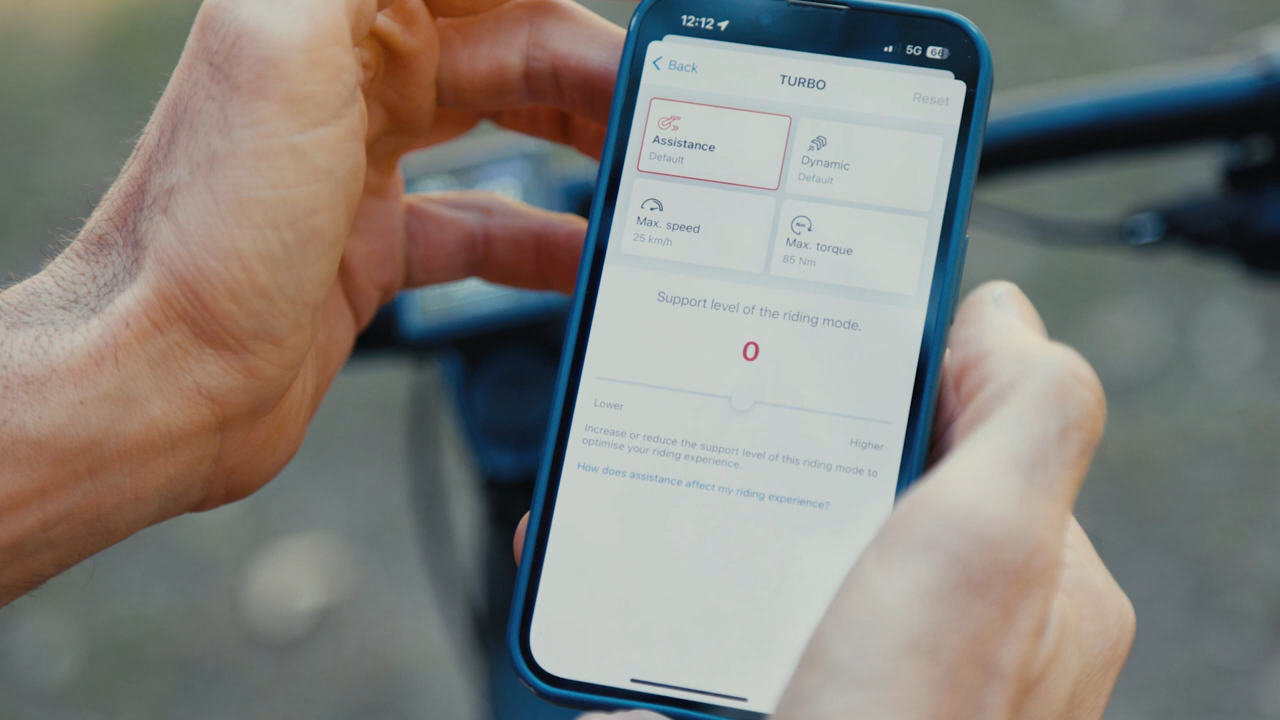 12:12
5G 66
Back
TURBO
Reset
Assistance
Default
Dynamic
Default
Max. speed
25 km/h
Max. torque
85 Nm
Support level of the riding mode.
0
Lower
Higher
Increase or reduce the support level of this riding mode to
optimise your riding experience.
How does assistance affect my riding experience?